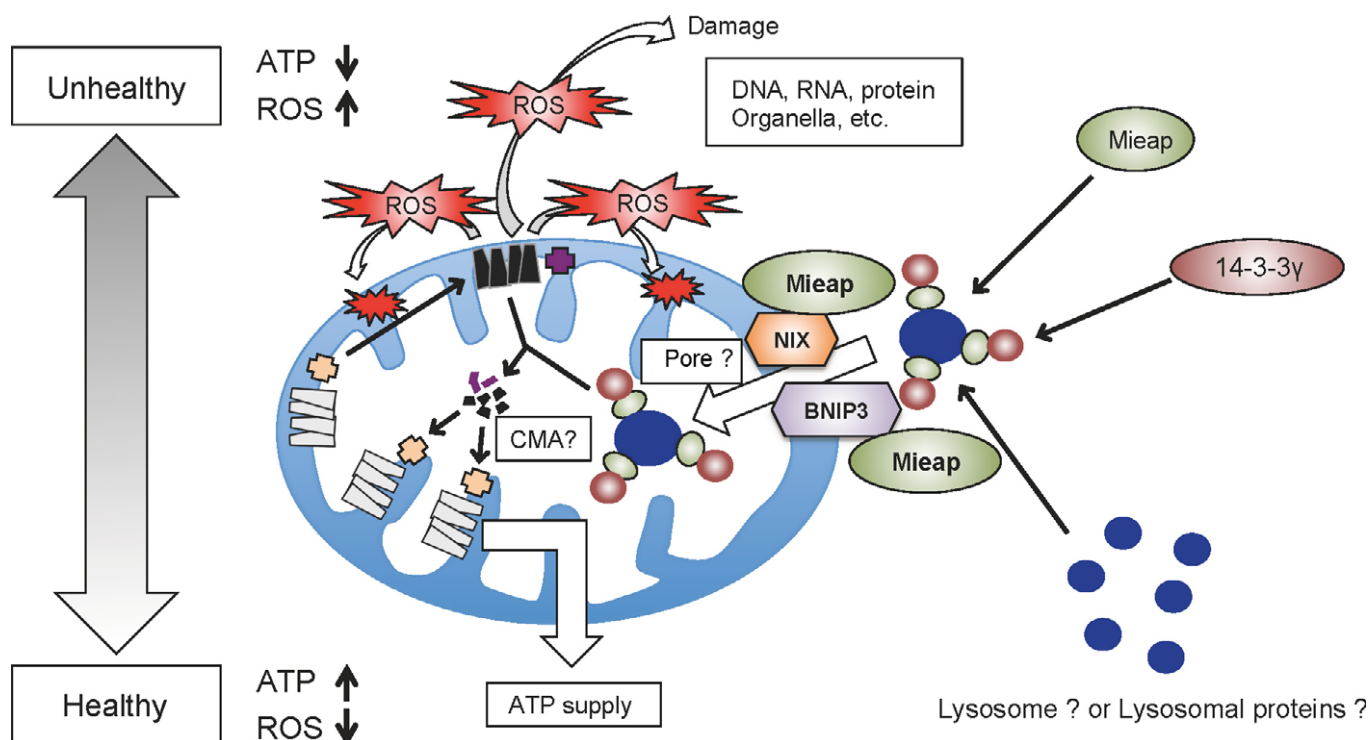 Damage
Unhealthy
ATP
ROS
ROS
DNA, RNA, protein
Organella, etc.
Mieap
ROS
ROS
14-3-3γ
Mieap
NIX
Pore ?
BNIP3
CMA?
Mieap
Healthy
ATP
ROS
ATP supply
Lysosome ? or Lysosomal proteins ?